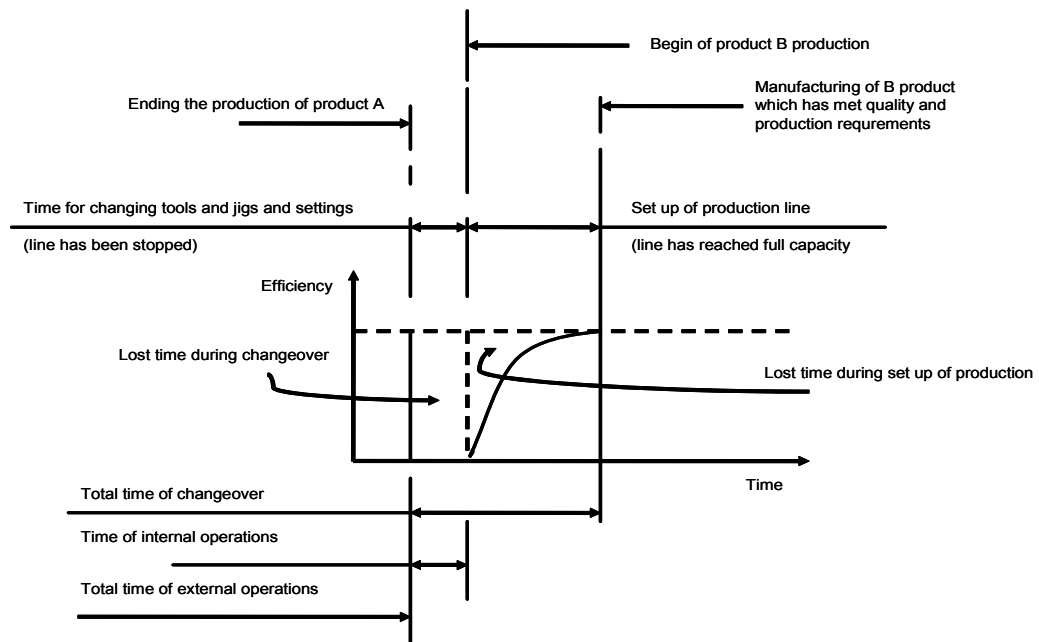 Begin of product B production
Ending the production of product A
Manufacturing of B product
which has met quality and
production requrements
Time for changing tools and jigs and settings
(line has been stopped)
Set up of production line
(line has reached full capacity
Efficiency
Lost time during changeover
Lost time during set up of production
Time
Total time of changeover
Time of internal operations
Total time of external operations